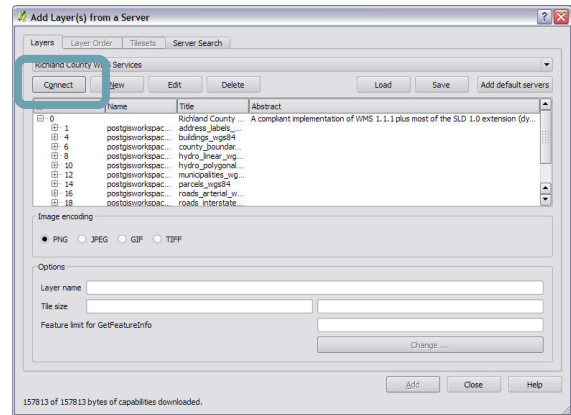 Add Layer(s) from a Server
Layers Layer Order Tilesets Server Search
Richland County WMS Services
Connect New Edit Delete Load Save Add default servers
ID Name Title Abstract
0 Richland County ... A compliant implementation of WMS 1.1.1 plus most of the SLD 1.0 extension (dy...
1 postgisworkspac... address_labels_...
4 postgisworkspac... buildings_wgs84
6 postgisworkspac... county_boundar...
8 postgisworkspac... hydro_linear_wg...
10 postgisworkspac... hydro_polygonal...
12 postgisworkspac... municipalities_wg...
14 postgisworkspac... parcels_wgs84
16 postgisworkspac... roads_arterial_w...
18 postgisworkspac... roads_interstate...
Image encoding
PNG JPEG GIF TIFF
Options
Layer name
Tile size
Feature limit for GetFeatureInfo
Change ...
Add Close Help
157813 of 157813 bytes of capabilities downloaded.